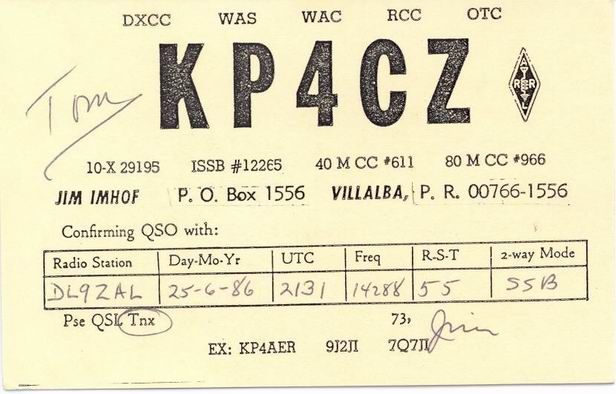 DXCC WAS WAC RCC OTC
KP4CZ
ARRL
Tom
10-X 29195 ISSB #12265 40 M CC #611 80 M CC #966
JIM IMHOF P. O. Box 1556 VILLALBA, P. R. 00766-1556
Confirming QSO with:
Radio Station Day-Mo-Yr UTC Freq R-S-T 2-way Mode
DL9ZAL 25-6-86 2131 14288 55 SSB
Pse QSL Tnx 73, Jim
EX: KP4AER 9J2JI 7Q7JI